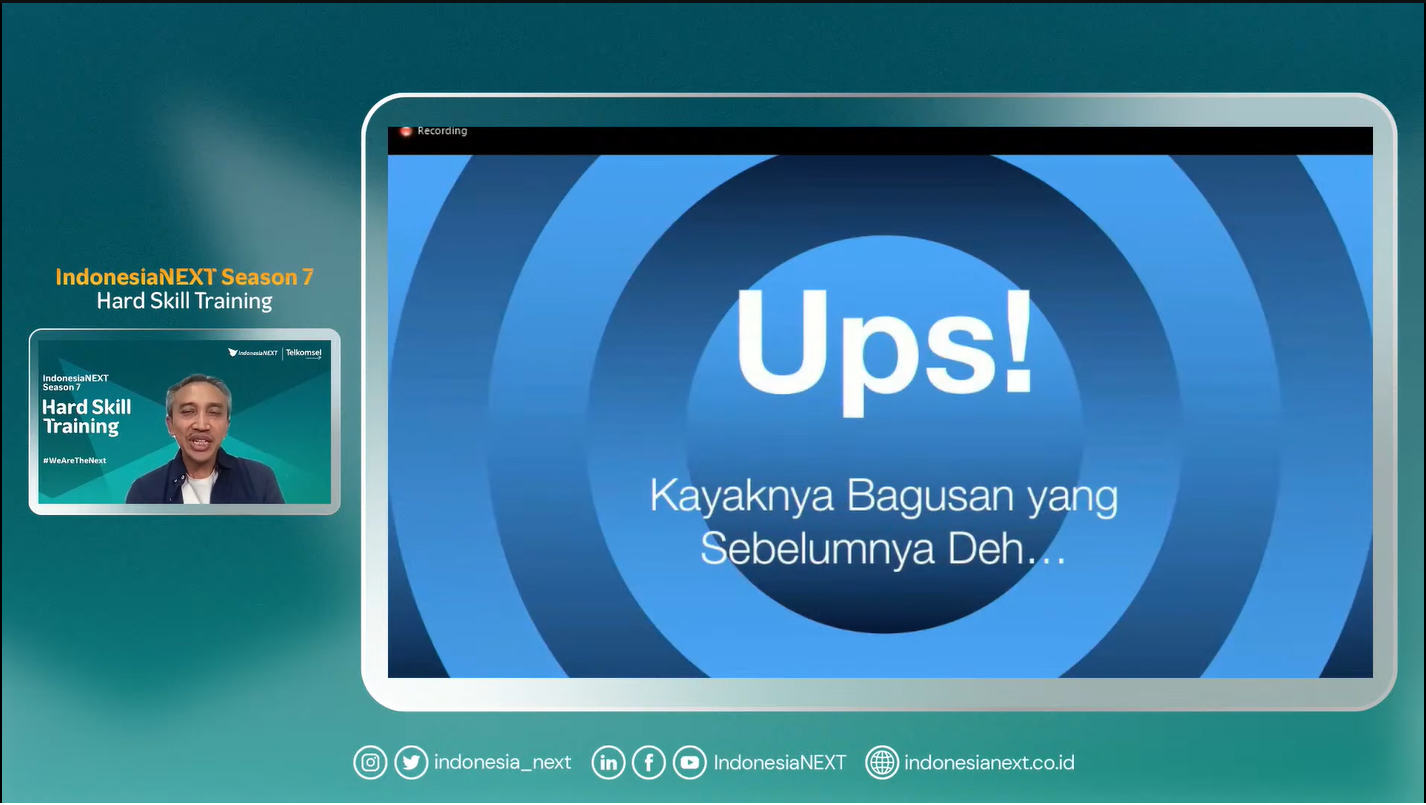 IndonesiaNEXT Season 7
Hard Skill Training
IndonesiaNEXT | Telkomsel
IndonesiaNEXT
Season 7
Hard Skill
Training
#WeAreTheNext
Recording
Ups!
Kayaknya Bagusan yang
Sebelumnya Deh...
indonesia_next IndonesiaNEXT indonesianext.co.id